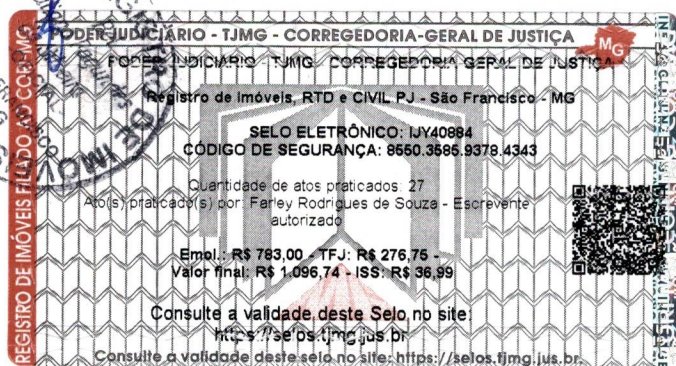 PODER JUDICIÁRIO - TJMG - CORREGEDORIA-GERAL DE JUSTIÇA
MG
PODER JUDICIÁRIO - TJMG - CORREGEDORIA GERAL DE JUSTIÇA
Registro de Imóveis, RTD e CIVIL PJ - São Francisco - MG
SELO ELETRÔNICO: IJY40884
CÓDIGO DE SEGURANÇA: 8550.3585.9378.4343
Quantidade de atos praticados: 27
Ato(s) praticado(s) por: Farley Rodrigues de Souza - Escrevente
autorizado
Emol.: R$ 783,00 - TFJ: R$ 276,75 -
Valor final: R$ 1.096,74 - ISS: R$ 36,99
Consulte a validade deste Selo no site:
https://selos.tjmg.jus.br
Consulte a validade deste selo no site: https://selos.tjmg.jus.br.
REGISTRO DE IMÓVEIS FILIADO AO CORI-MG